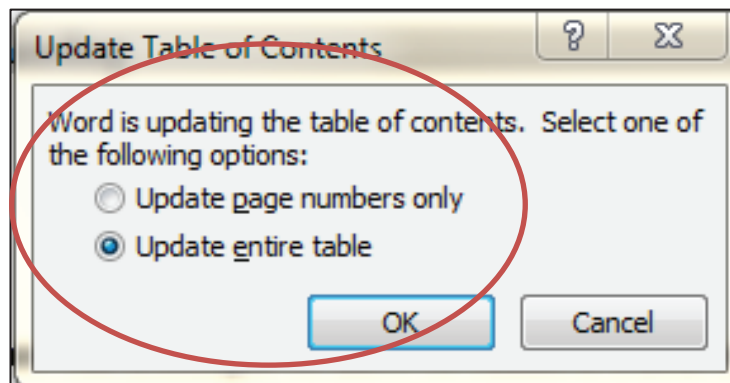 Update Table of Contents
Word is updating the table of contents. Select one of
the following options:
Update page numbers only
Update entire table
OK Cancel